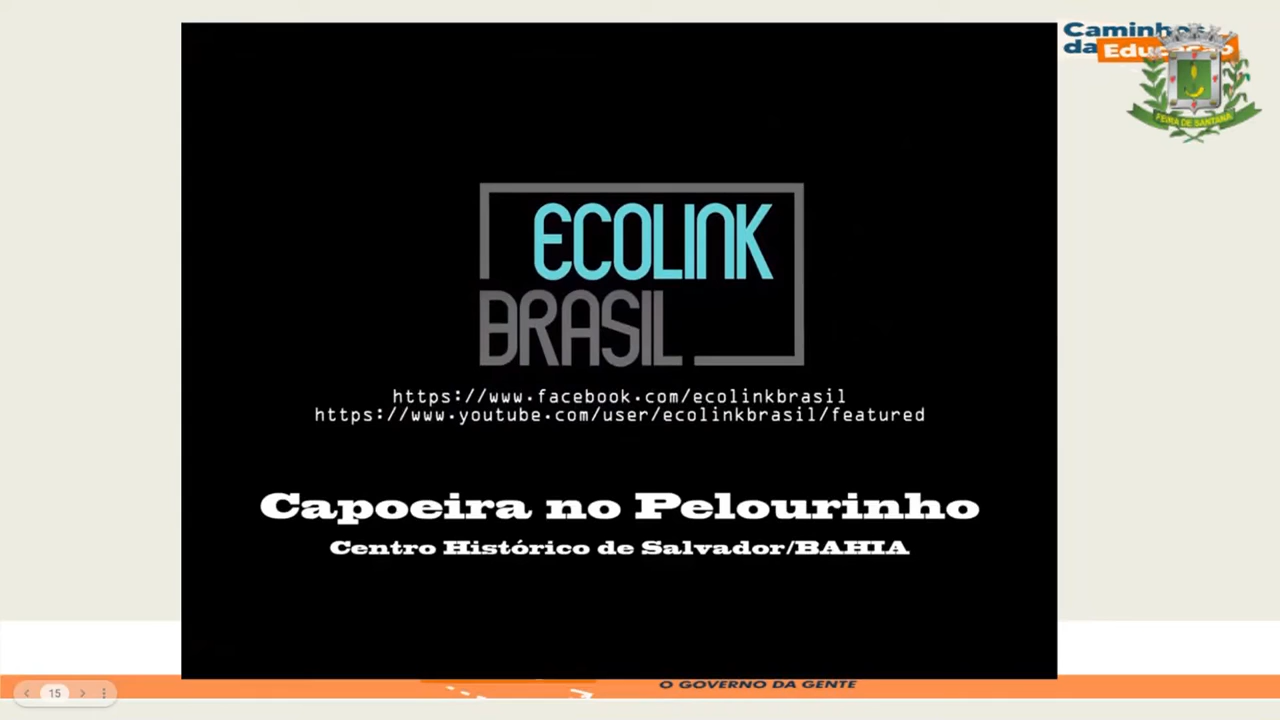 Caminhos
da Educação
FEIRA DE SANTANA
ECOLINK
BRASIL
https://www.facebook.com/ecolinkbrasil
https://www.youtube.com/user/ecolinkbrasil/featured
Capoeira no Pelourinho
Centro Histórico de Salvador/BAHIA
O GOVERNO DA GENTE
15